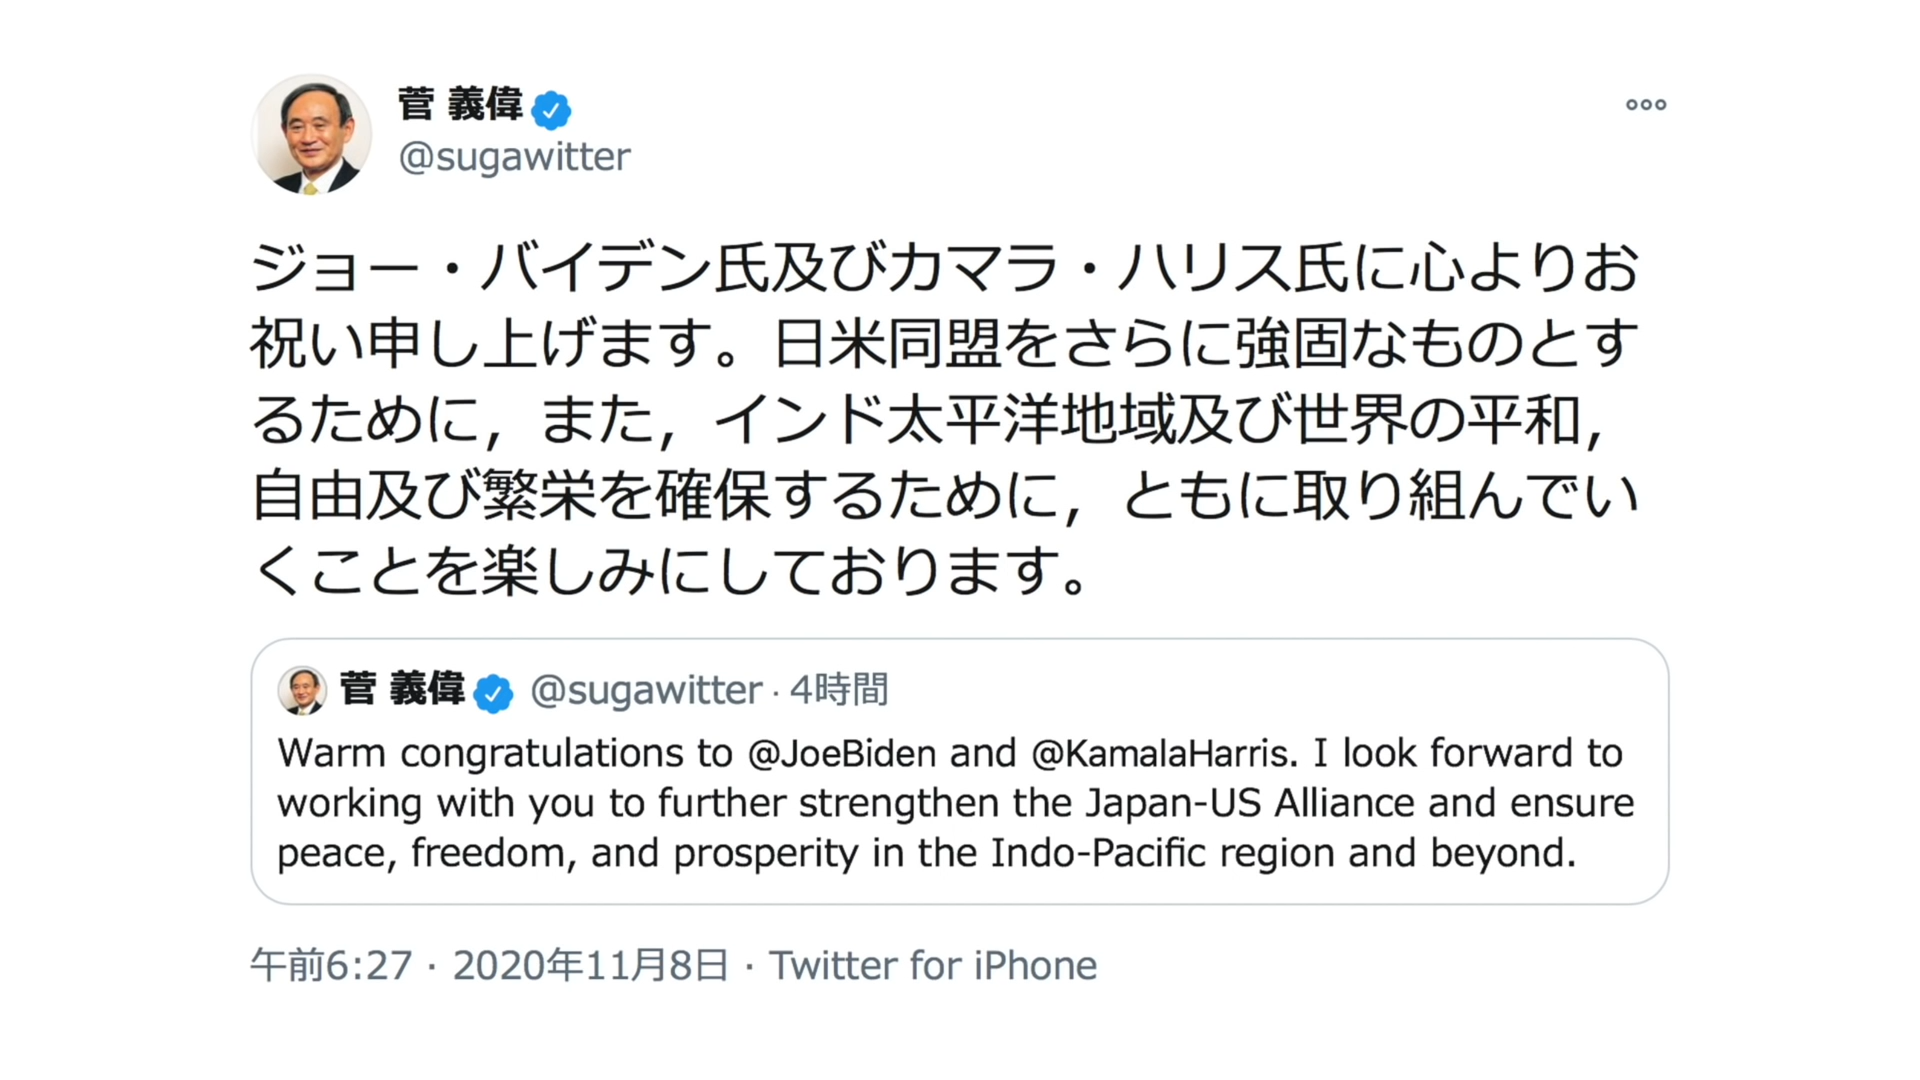 菅 義偉
@sugawitter
ジョー・バイデン氏及びカマラ・ハリス氏に心よりお
祝い申し上げます。日米同盟をさらに強固なものとす
るために，また，インド太平洋地域及び世界の平和，
自由及び繁栄を確保するために，ともに取り組んでい
くことを楽しみにしております。
菅 義偉 @sugawitter · 4時間
Warm congratulations to @JoeBiden and @KamalaHarris. I look forward to
working with you to further strengthen the Japan-US Alliance and ensure
peace, freedom, and prosperity in the Indo-Pacific region and beyond.
午前6:27 · 2020年11月8日 · Twitter for iPhone